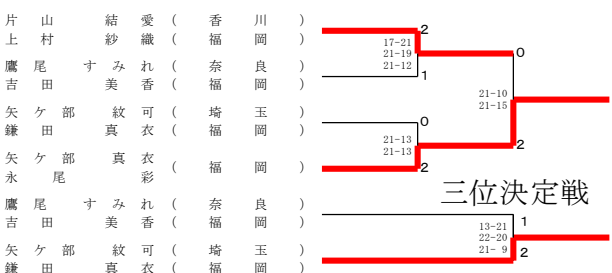 片山 結愛 ( 香川 )
上村 紗織 ( 福岡 )
2
17-21
21-19
21-12
0
鷹尾 すみれ ( 奈良 )
吉田 美香 ( 福岡 )
1
21-10
21-15
矢ケ部 紋可 ( 埼玉 )
鎌田 真衣 ( 福岡 )
0
21-13
21-13
2
矢ケ部 真衣 ( 福岡 )
永尾 彩
2
三位決定戦
鷹尾 すみれ ( 奈良 )
吉田 美香 ( 福岡 )
1
13-21
22-20
21- 9
2
矢ケ部 紋可 ( 埼玉 )
鎌田 真衣 ( 福岡 )